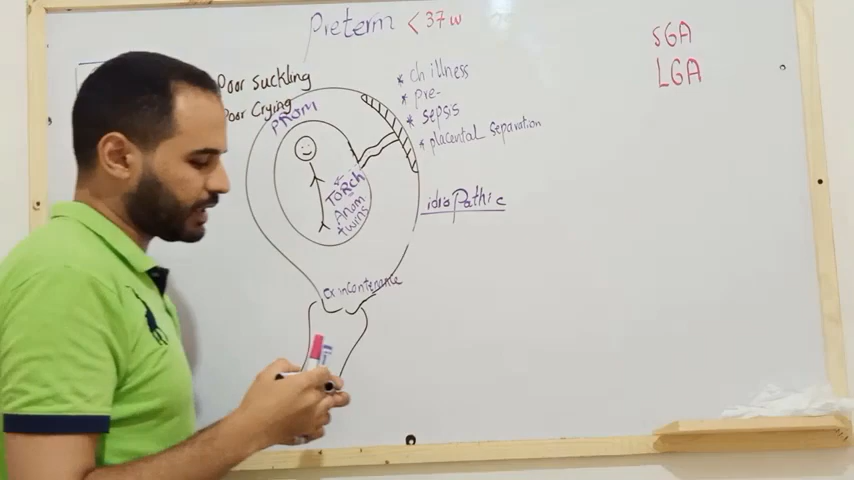 Preterm < 37 w
SGA
LGA
Poor suckling
Poor Crying
PROM
* ch illness
* pre-
* sepsis
* placental separation
TORCH
Anom
twins
idioPathic
cx incontenence